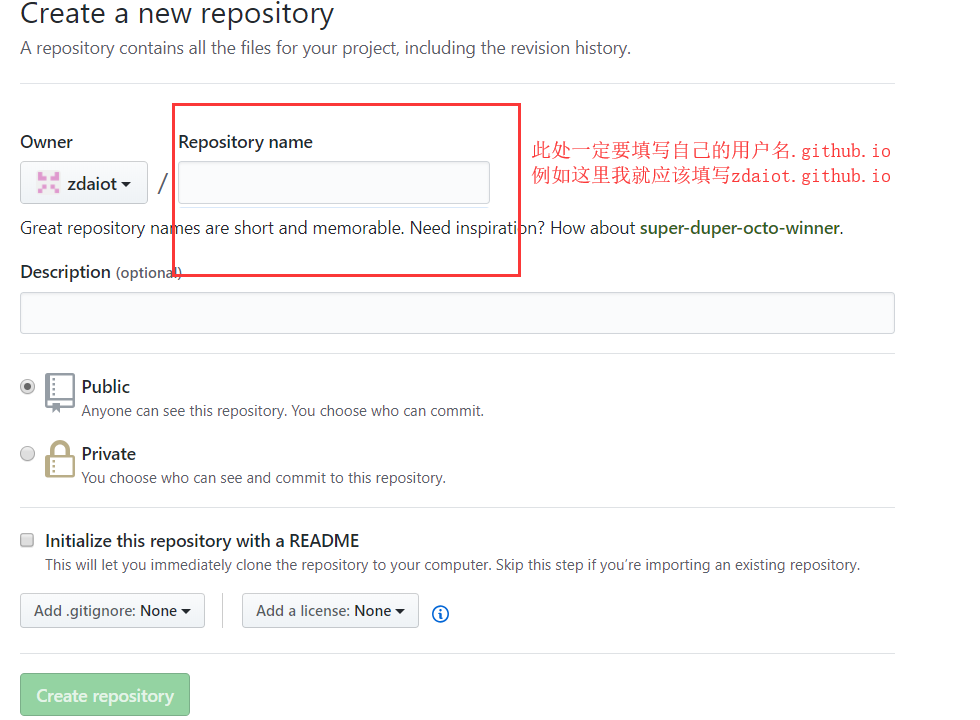 Create a new repository
A repository contains all the files for your project, including the revision history.
Owner
Repository name
zdaiot
/
此处一定要填写自己的用户名.github.io
例如这里我就应该填写zdaiot.github.io
Great repository names are short and memorable. Need inspiration? How about super-duper-octo-winner.
Description (optional)
Public
Anyone can see this repository. You choose who can commit.
Private
You choose who can see and commit to this repository.
Initialize this repository with a README
This will let you immediately clone the repository to your computer. Skip this step if you’re importing an existing repository.
Add .gitignore: None
Add a license: None
Create repository